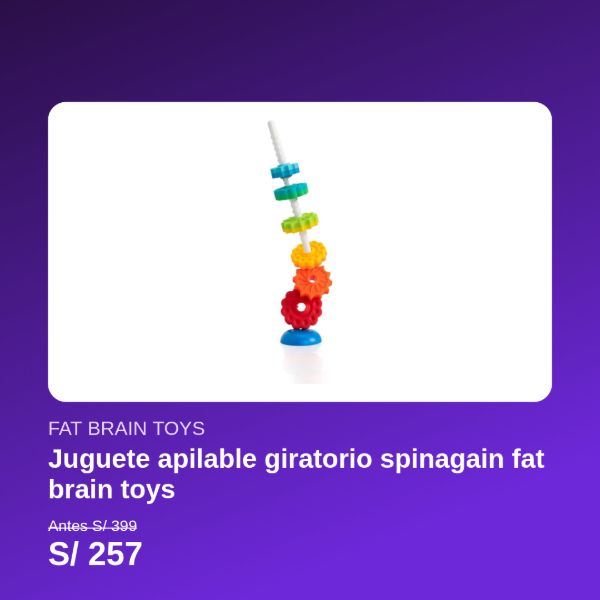 FAT BRAIN TOYS
Juguete apilable giratorio spinagain fat
brain toys
Antes S/ 399
S/ 257